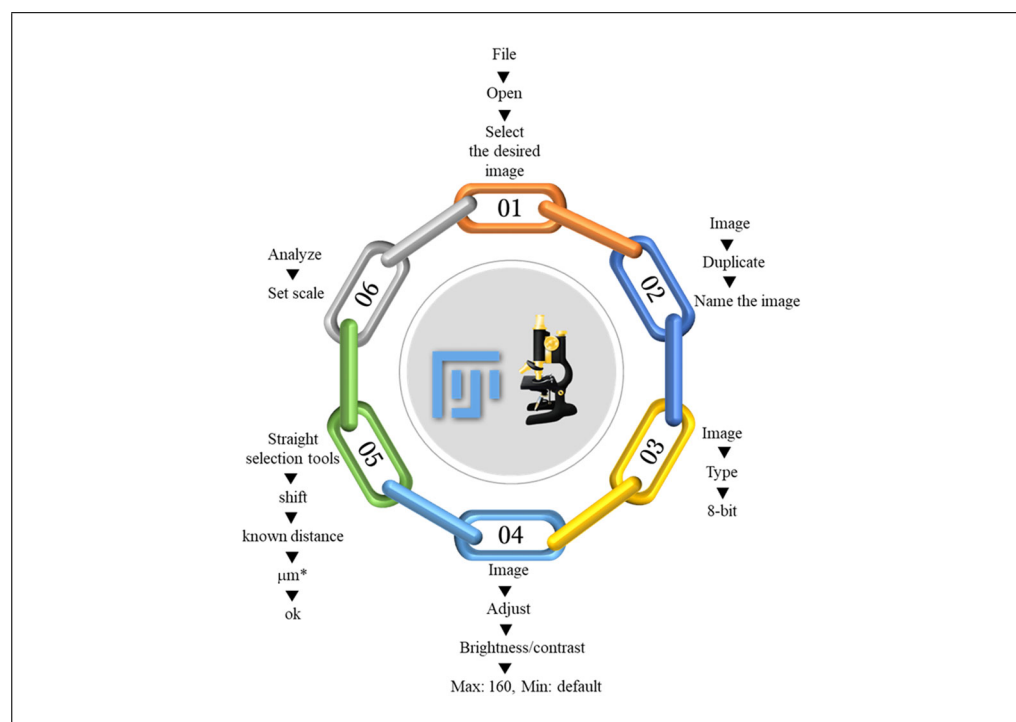 File
▼
Open
▼
Select
the desired
image
01
Image
▼
Duplicate
▼
Name the image
02
Image
▼
Type
▼
8-bit
03
04
Image
▼
Adjust
▼
Brightness/contrast
▼
Max: 160, Min: default
05
Straight
selection tools
▼
shift
▼
known distance
▼
μm*
▼
ok
06
Analyze
▼
Set scale